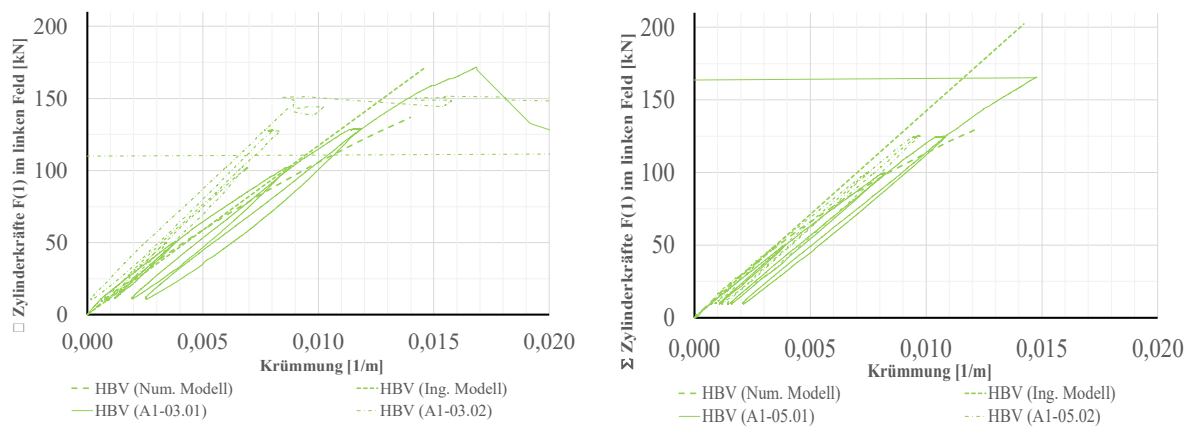 □ Zylinderkräfte F(1) im linken Feld [kN]
200
150
100
50
0
0,000 0,005 0,010 0,015 0,020
Krümmung [1/m]
HBV (Num. Modell) HBV (Ing. Modell)
HBV (A1-03.01) HBV (A1-03.02)
Σ Zylinderkräfte F(1) im linken Feld [kN]
200
150
100
50
0
0,000 0,005 0,010 0,015 0,020
Krümmung [1/m]
HBV (Num. Modell) HBV (Ing. Modell)
HBV (A1-05.01) HBV (A1-05.02)